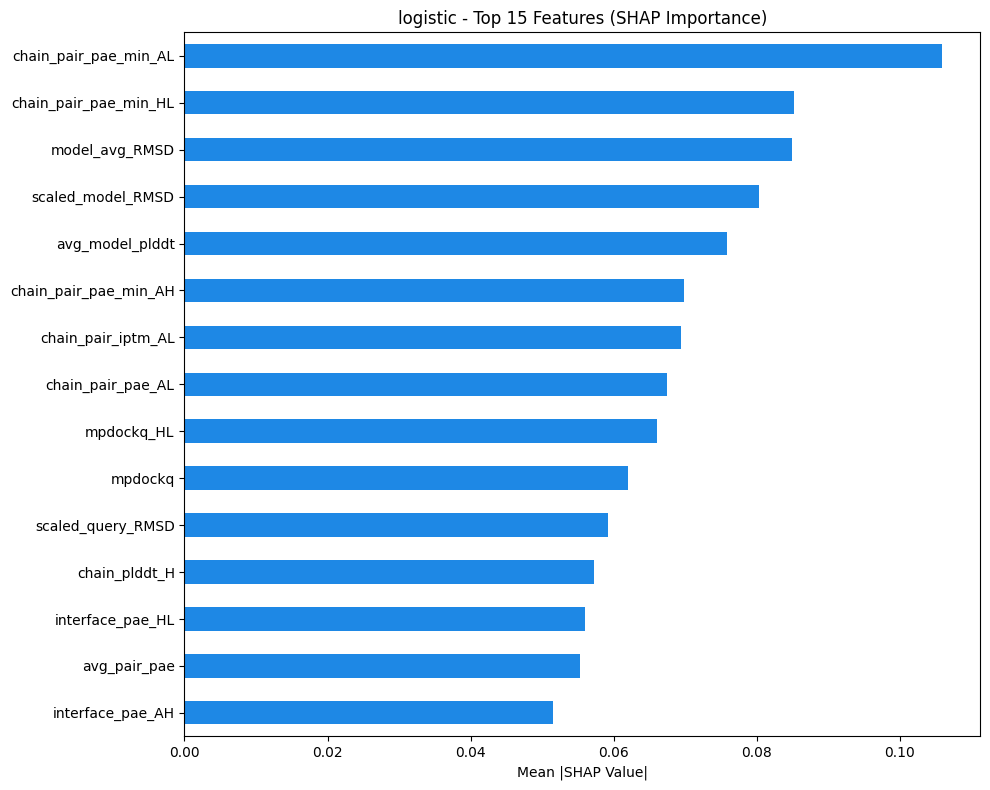 logistic - Top 15 Features (SHAP Importance)
chain_pair_pae_min_AL
chain_pair_pae_min_HL
model_avg_RMSD
scaled_model_RMSD
avg_model_plddt
chain_pair_pae_min_AH
chain_pair_iptm_AL
chain_pair_pae_AL
mpdockq_HL
mpdockq
scaled_query_RMSD
chain_plddt_H
interface_pae_HL
avg_pair_pae
interface_pae_AH
0.00 0.02 0.04 0.06 0.08 0.10
Mean |SHAP Value|